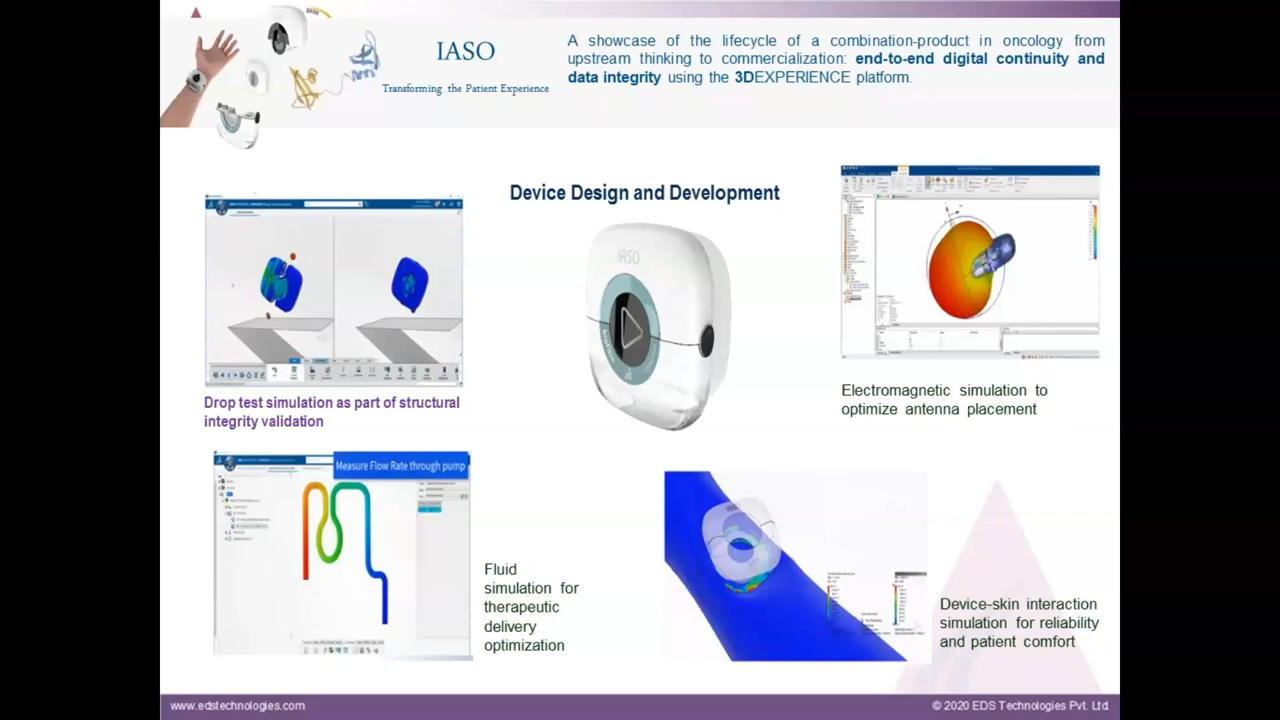 IASO
Transforming the Patient Experience
A showcase of the lifecycle of a combination-product in oncology from
upstream thinking to commercialization: end-to-end digital continuity and
data integrity using the 3DEXPERIENCE platform.
Device Design and Development
IASO
Drop test simulation as part of structural
integrity validation
Electromagnetic simulation to
optimize antenna placement
Measure Flow Rate through pump
Fluid
simulation for
therapeutic
delivery
optimization
Device-skin interaction
simulation for reliability
and patient comfort
www.edstechnologies.com
© 2020 EDS Technologies Pvt. Ltd.